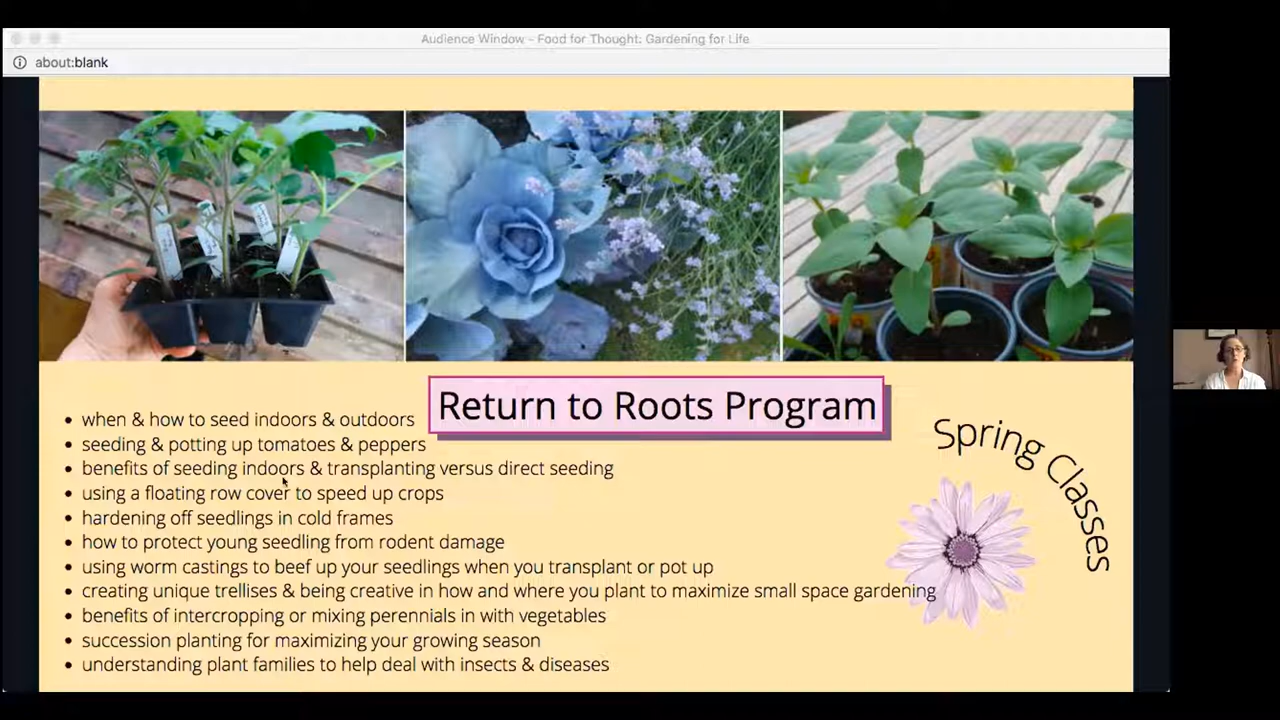 Audience Window - Food for Thought: Gardening for Life
about:blank
Return to Roots Program
• when & how to seed indoors & outdoors
• seeding & potting up tomatoes & peppers
• benefits of seeding indoors & transplanting versus direct seeding
• using a floating row cover to speed up crops
• hardening off seedlings in cold frames
• how to protect young seedling from rodent damage
• using worm castings to beef up your seedlings when you transplant or pot up
• creating unique trellises & being creative in how and where you plant to maximize small space gardening
• benefits of intercropping or mixing perennials in with vegetables
• succession planting for maximizing your growing season
• understanding plant families to help deal with insects & diseases
Spring Classes